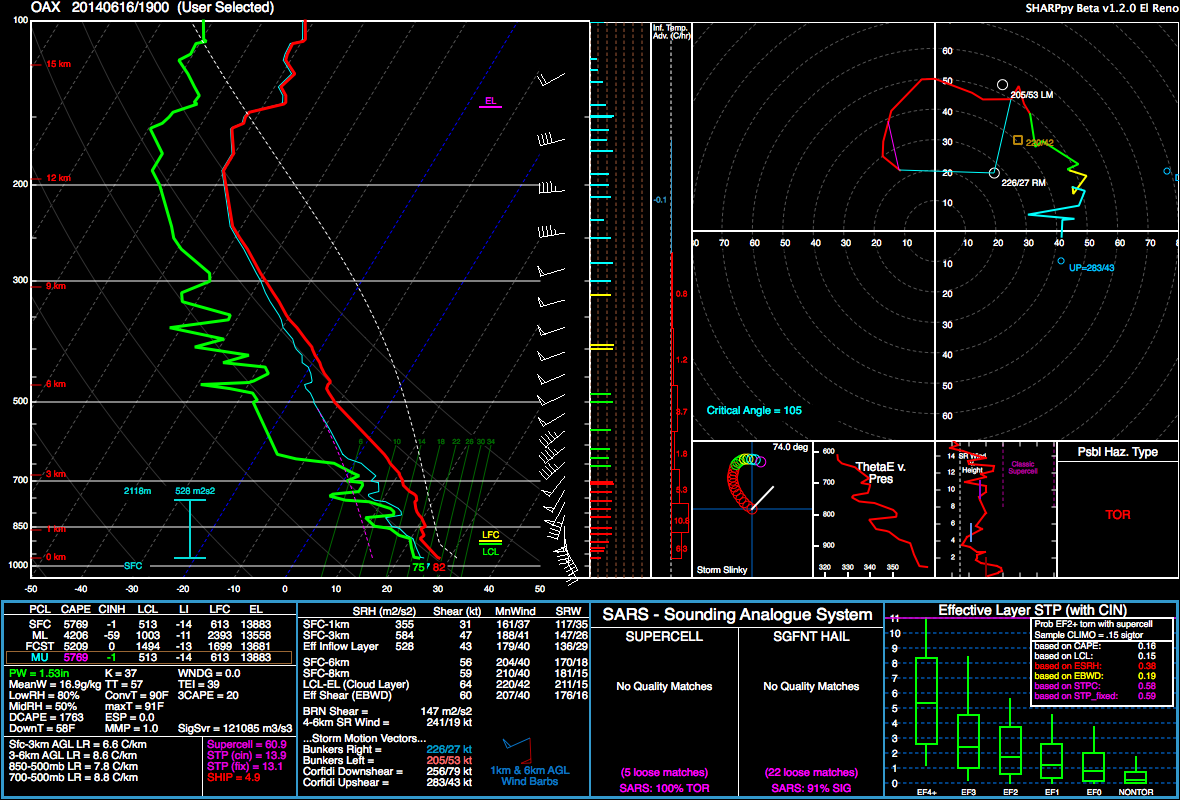 OAX 20140616/1900 (User Selected)
SHARPpy Beta v1.2.0 El Reno
100
200
300
500
700
850
1000
15 km
12 km
9 km
6 km
3 km
1 km
0 km
EL
LFC
LCL
6 10 14 18 22 26 30 34
2118m 528 m2s2
SFC
75 F 82
-50 -40 -30 -20 -10 0 10 20 30 40 50
Inf. Temp.
Adv. (C/hr)
-0.1
0.8
1.2
0.7
1.8
5.3
10.8
6.3
60
50
40
30
20
10
70 60 50 40 30 20 10 10 20 30 40 50 60 70 8
10
20
30
40
50
60
205/53 LM
229/42
226/27 RM
UP=283/43
Critical Angle = 105
74.0 deg
Storm Slinky
ThetaE v.
Pres
600
700
800
900
320 330 340 350
SR Wind
Height
14
12
10
8
6
4
2
Classic
Supercell
Psbl Haz. Type
TOR
PCL CAPE CINH LCL LI LFC EL
SFC 5769 -1 513 -14 613 13883
ML 4206 -59 1003 -11 2393 13558
FCST 5209 0 1494 -13 1699 13681
MU 5769 -1 513 -14 613 13883
PW = 1.53in K = 37 WNDG = 0.0
MeanW = 16.9g/kg TT = 57 TEI = 39
LowRH = 80% ConvT = 90F 3CAPE = 20
MidRH = 50% maxT = 91F
DCAPE = 1763 ESP = 0.0
DownT = 58F MMP = 1.0 SigSvr = 121085 m3/s3
Sfc-3km AGL LR = 6.6 C/km
3-6km AGL LR = 8.6 C/km
850-500mb LR = 7.8 C/km
700-500mb LR = 8.8 C/km
Supercell = 60.9
STP (cin) = 13.9
STP (fix) = 13.1
SHIP = 4.9
SRH (m2/s2) Shear (kt) MnWind SRW
SFC-1km 355 31 161/37 117/35
SFC-3km 584 47 188/41 147/26
Eff Inflow Layer 528 43 179/40 136/29
SFC-6km 56 204/40 170/18
SFC-8km 59 210/40 181/15
LCL-EL (Cloud Layer) 64 220/42 211/15
Eff Shear (EBWD) 60 207/40 176/16
BRN Shear = 147 m2/s2
4-6km SR Wind = 241/19 kt
...Storm Motion Vectors...
Bunkers Right = 226/27 kt
Bunkers Left = 205/53 kt
Corfidi Downshear = 256/79 kt
Corfidi Upshear = 283/43 kt
1km & 6km AGL
Wind Barbs
SARS - Sounding Analogue System
SUPERCELL SGFNT HAIL
No Quality Matches No Quality Matches
(5 loose matches) (22 loose matches)
SARS: 100% TOR SARS: 91% SIG
Effective Layer STP (with CIN)
11
10
9
8
7
6
5
4
3
2
1
0
EF4+ EF3 EF2 EF1 EF0 NONTOR
Prob EF2+ torn with supercell
Sample CLIMO = .15 sigtor
based on CAPE: 0.16
based on LCL: 0.15
based on ESRH: 0.38
based on EBWD: 0.19
based on STPC: 0.58
based on STP_fixed: 0.59